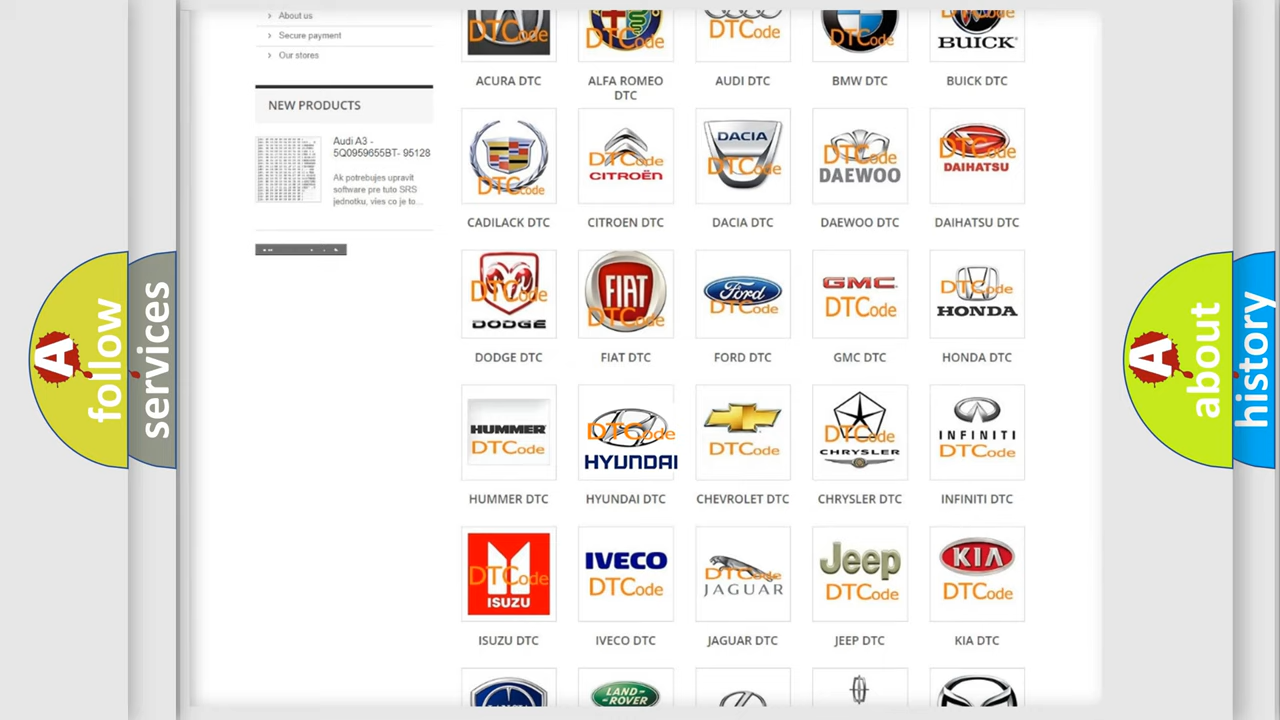 About us
Secure payment
Our stores
NEW PRODUCTS
Audi A3 -
5Q0959655BT- 95128
Ak potrebujes upravit
software pre tuto SRS
jednotku, vies co je to...
DTCode
DTCode
DTCode
DTCode
BUICK
ACURA DTC
ALFA ROMEO
DTC
AUDI DTC
BMW DTC
BUICK DTC
DTCode
DTCode
CITROËN
DACIA
DTCode
DTCode
DAEWOO
DTCode
DAIHATSU
CADILACK DTC
CITROEN DTC
DACIA DTC
DAEWOO DTC
DAIHATSU DTC
DTCode
DODGE
FIAT
DTCode
Ford
DTCode
GMC
DTCode
DTCode
HONDA
DODGE DTC
FIAT DTC
FORD DTC
GMC DTC
HONDA DTC
HUMMER
DTCode
DTCode
HYUNDAI
DTCode
DTCode
CHRYSLER
INFINITI
DTCode
HUMMER DTC
HYUNDAI DTC
CHEVROLET DTC
CHRYSLER DTC
INFINITI DTC
DTCode
ISUZU
IVECO
DTCode
DTCode
JAGUAR
Jeep
DTCode
KIA
DTCode
ISUZU DTC
IVECO DTC
JAGUAR DTC
JEEP DTC
KIA DTC
LAND-
ROVER
A
follow
services
A
about
history